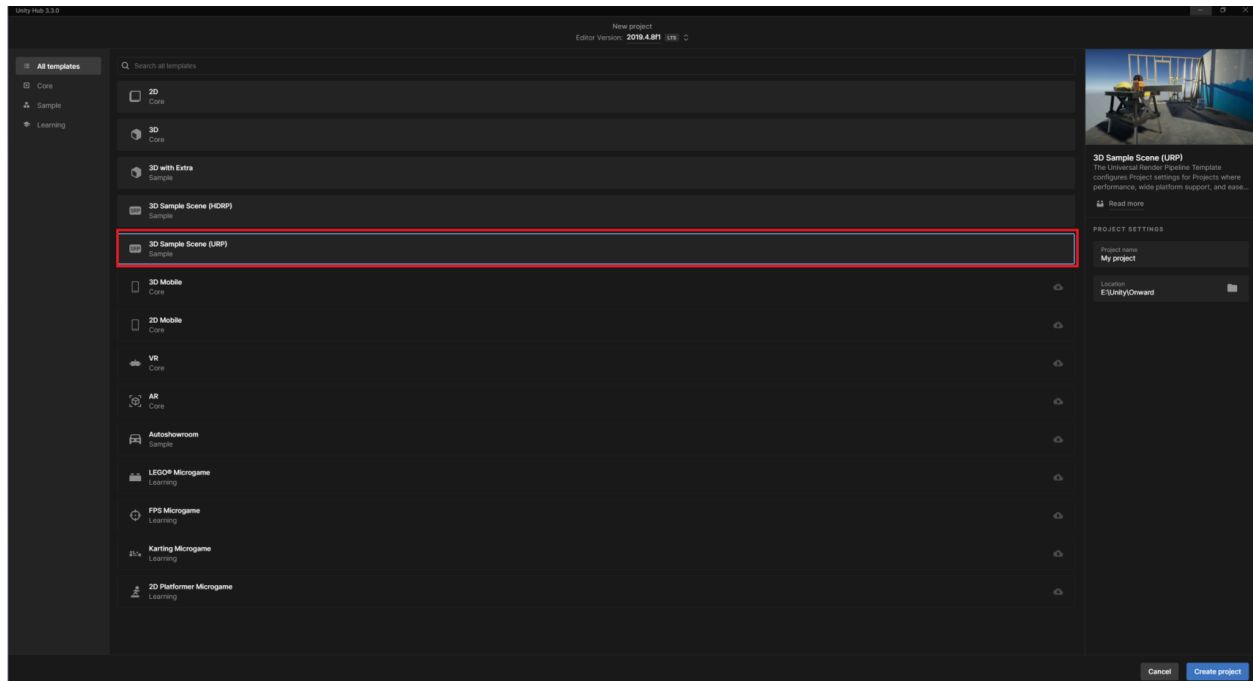 Unity Hub 3.3.0
New project
Editor Version: 2019.4.8f1 LTS
All templates
Core
Sample
Learning
Search all templates
2D
Core
3D
Core
3D with Extra
Sample
3D Sample Scene (HDRP)
Sample
3D Sample Scene (URP)
Sample
3D Mobile
Core
2D Mobile
Core
VR
Core
AR
Core
Autoshowroom
Sample
LEGO® Microgame
Learning
FPS Microgame
Learning
Karting Microgame
Learning
2D Platformer Microgame
Learning
3D Sample Scene (URP)
The Universal Render Pipeline Template
configures Project settings for Projects where
performance, wide platform support, and ease...
Read more
PROJECT SETTINGS
Project name
My project
Location
E:\Unity\Onward
Cancel
Create project